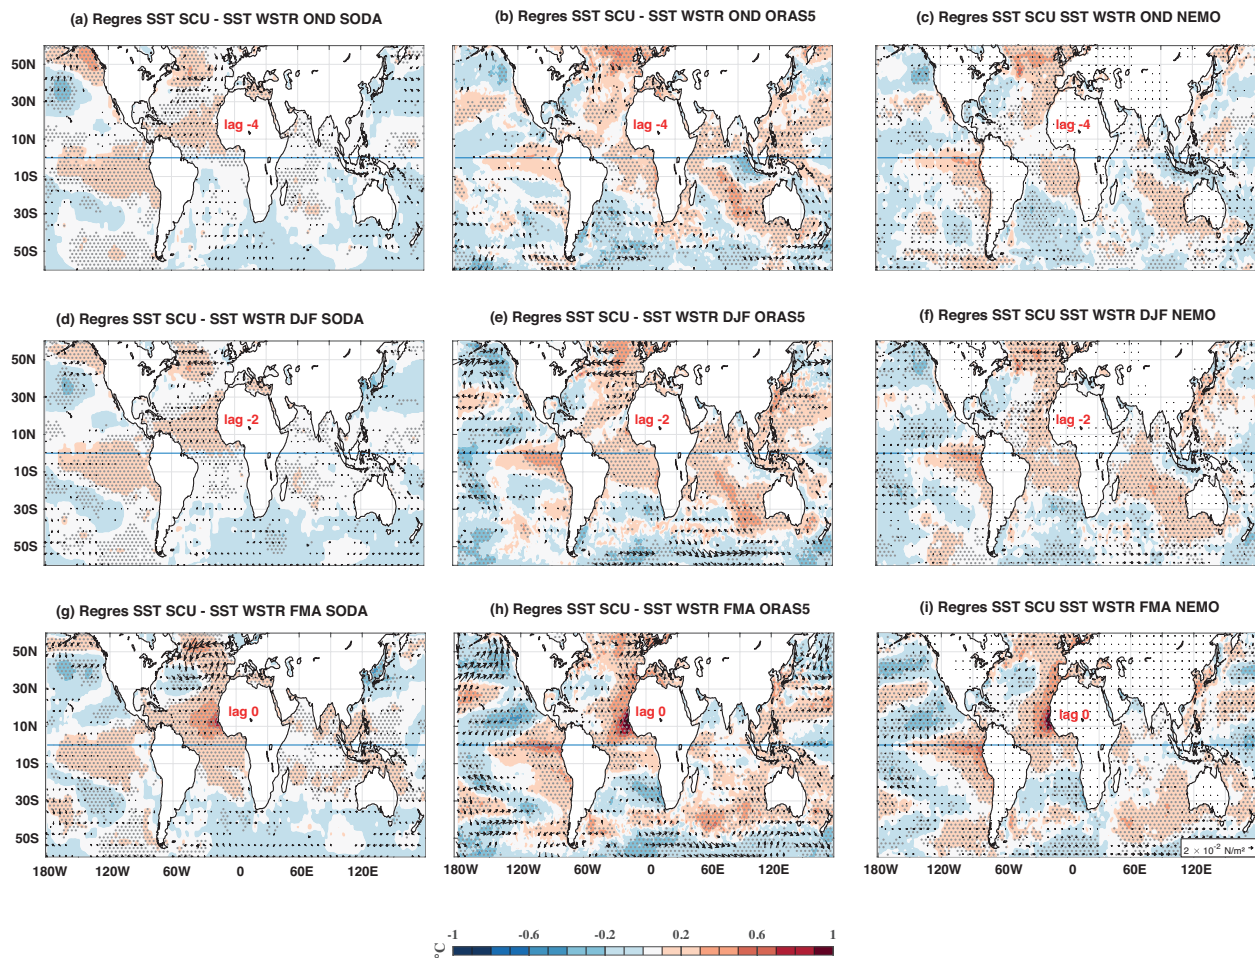 (a) Regres SST SCU - SST WSTR OND SODA
(b) Regres SST SCU - SST WSTR OND ORAS5
(c) Regres SST SCU SST WSTR OND NEMO
50N
30N
10N
10S
30S
50S
lag -4
lag -4
lag -4
(d) Regres SST SCU - SST WSTR DJF SODA
(e) Regres SST SCU - SST WSTR DJF ORAS5
(f) Regres SST SCU SST WSTR DJF NEMO
50N
30N
10N
10S
30S
50S
lag -2
lag -2
lag -2
(g) Regres SST SCU - SST WSTR FMA SODA
(h) Regres SST SCU - SST WSTR FMA ORAS5
(i) Regres SST SCU SST WSTR FMA NEMO
50N
30N
10N
10S
30S
50S
lag 0
lag 0
lag 0
2 × 10⁻² N/m²
180W 120W 60W 0 60E 120E
180W 120W 60W 0 60E 120E
180W 120W 60W 0 60E 120E
°C
-1 -0.6 -0.2 0.2 0.6 1